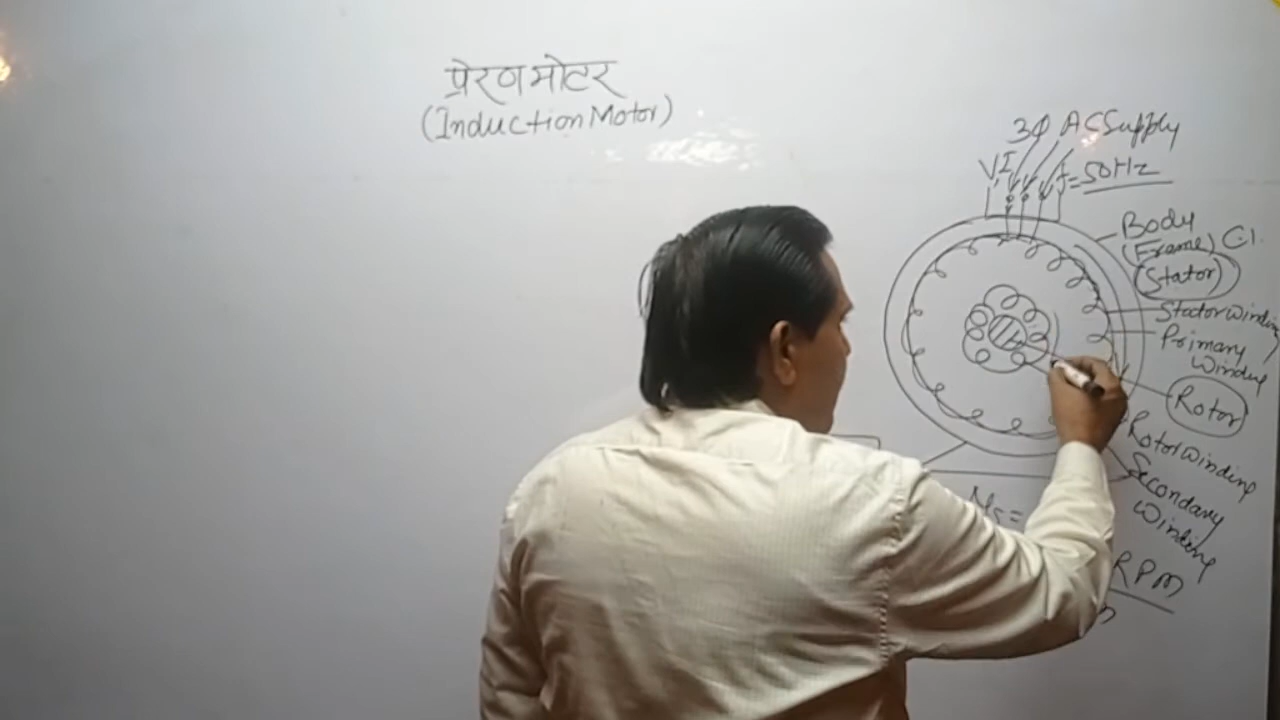 प्रेरण मोटर
(Induction Motor)
3Φ AC Supply
V, I
f = 50Hz
Body
(Frame) C.I.
(Stator)
Stator winding
Primary
Winding
Rotor
Rotor winding
Secondary
Winding
Ns =
RPM